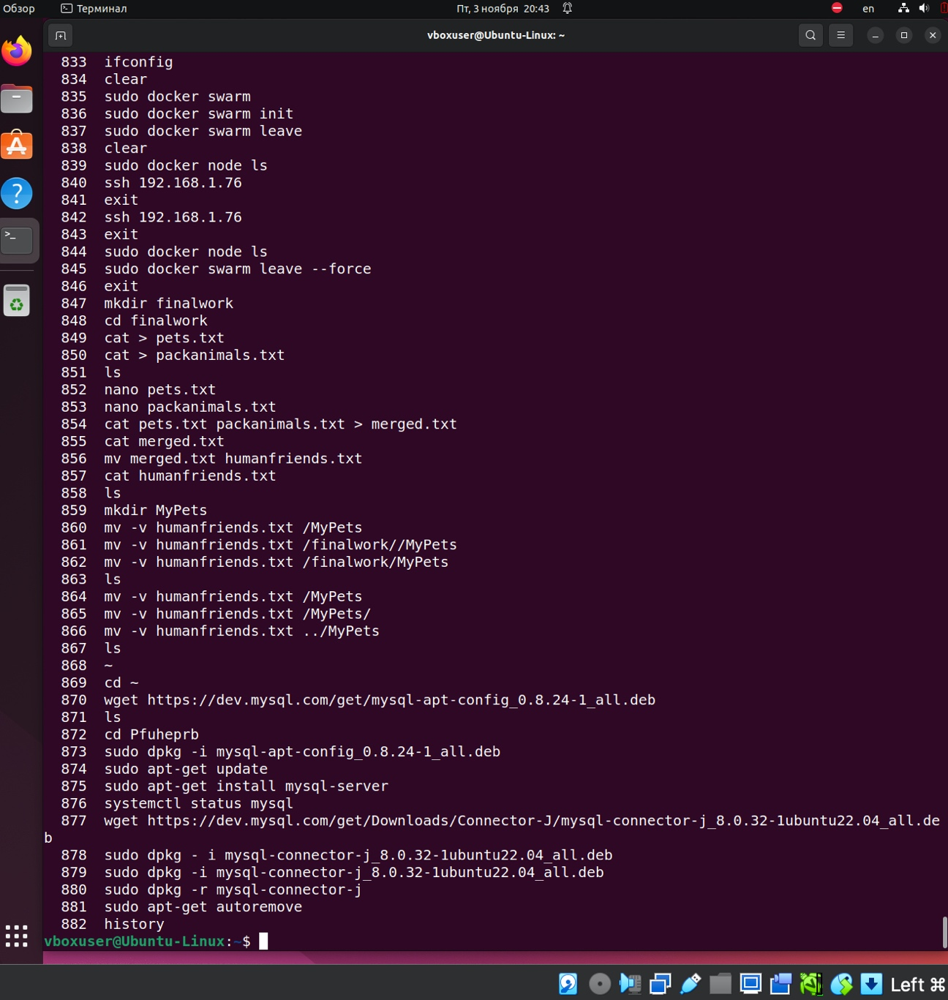 Обзор
Терминал
Пт, 3 ноября 20:43
en
vboxuser@Ubuntu-Linux: ~
833 ifconfig
834 clear
835 sudo docker swarm
836 sudo docker swarm init
837 sudo docker swarm leave
838 clear
839 sudo docker node ls
840 ssh 192.168.1.76
841 exit
842 ssh 192.168.1.76
843 exit
844 sudo docker node ls
845 sudo docker swarm leave --force
846 exit
847 mkdir finalwork
848 cd finalwork
849 cat > pets.txt
850 cat > packanimals.txt
851 ls
852 nano pets.txt
853 nano packanimals.txt
854 cat pets.txt packanimals.txt > merged.txt
855 cat merged.txt
856 mv merged.txt humanfriends.txt
857 cat humanfriends.txt
858 ls
859 mkdir MyPets
860 mv -v humanfriends.txt /MyPets
861 mv -v humanfriends.txt /finalwork//MyPets
862 mv -v humanfriends.txt /finalwork/MyPets
863 ls
864 mv -v humanfriends.txt /MyPets
865 mv -v humanfriends.txt /MyPets/
866 mv -v humanfriends.txt ../MyPets
867 ls
868 ~
869 cd ~
870 wget https://dev.mysql.com/get/mysql-apt-config_0.8.24-1_all.deb
871 ls
872 cd Pfuheprb
873 sudo dpkg -i mysql-apt-config_0.8.24-1_all.deb
874 sudo apt-get update
875 sudo apt-get install mysql-server
876 systemctl status mysql
877 wget https://dev.mysql.com/get/Downloads/Connector-J/mysql-connector-j_8.0.32-1ubuntu22.04_all.de
b
878 sudo dpkg - i mysql-connector-j_8.0.32-1ubuntu22.04_all.deb
879 sudo dpkg -i mysql-connector-j_8.0.32-1ubuntu22.04_all.deb
880 sudo dpkg -r mysql-connector-j
881 sudo apt-get autoremove
882 history
vboxuser@Ubuntu-Linux:~$
Left ⌘